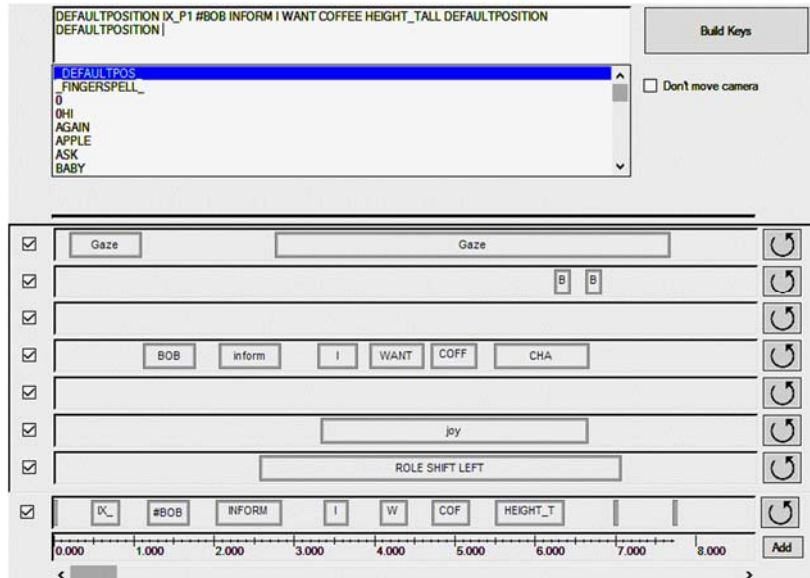 DEFAULTPOSITION IX_P1 #BOB INFORM I WANT COFFEE HEIGHT_TALL DEFAULTPOSITION
DEFAULTPOSITION
Build Keys
_DEFAULTPOS_
_FINGERSPELL_
0
0HI
AGAIN
APPLE
ASK
BABY
Don't move camera
Gaze Gaze
B B
BOB inform I WANT COFF CHA
joy
ROLE SHIFT LEFT
IX_ #BOB INFORM I W COF HEIGHT_T
0.000 1.000 2.000 3.000 4.000 5.000 6.000 7.000 8.000
Add